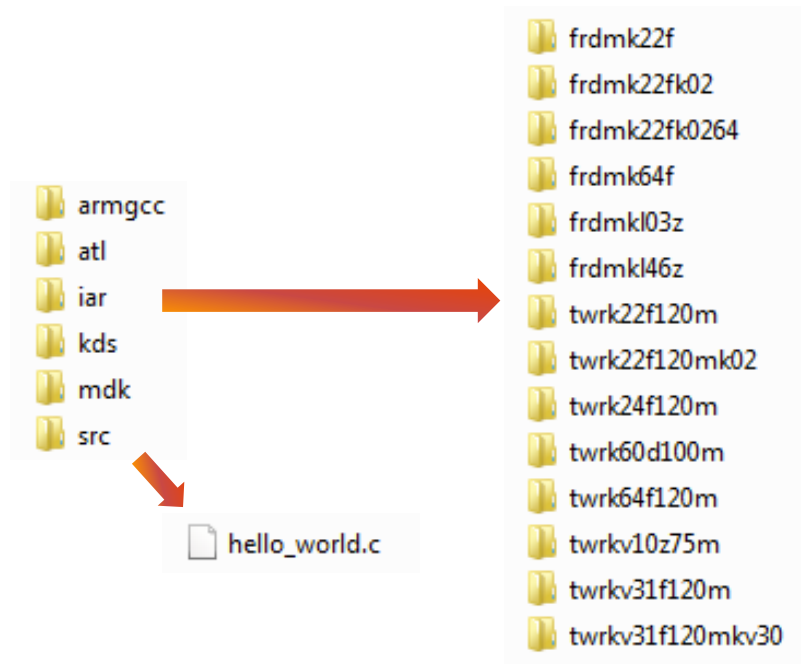 armgcc
atl
iar
kds
mdk
src
hello_world.c
frdmk22f
frdmk22fk02
frdmk22fk0264
frdmk64f
frdmkl03z
frdmkl46z
twrk22f120m
twrk22f120mk02
twrk24f120m
twrk60d100m
twrk64f120m
twrkv10z75m
twrkv31f120m
twrkv31f120mkv30